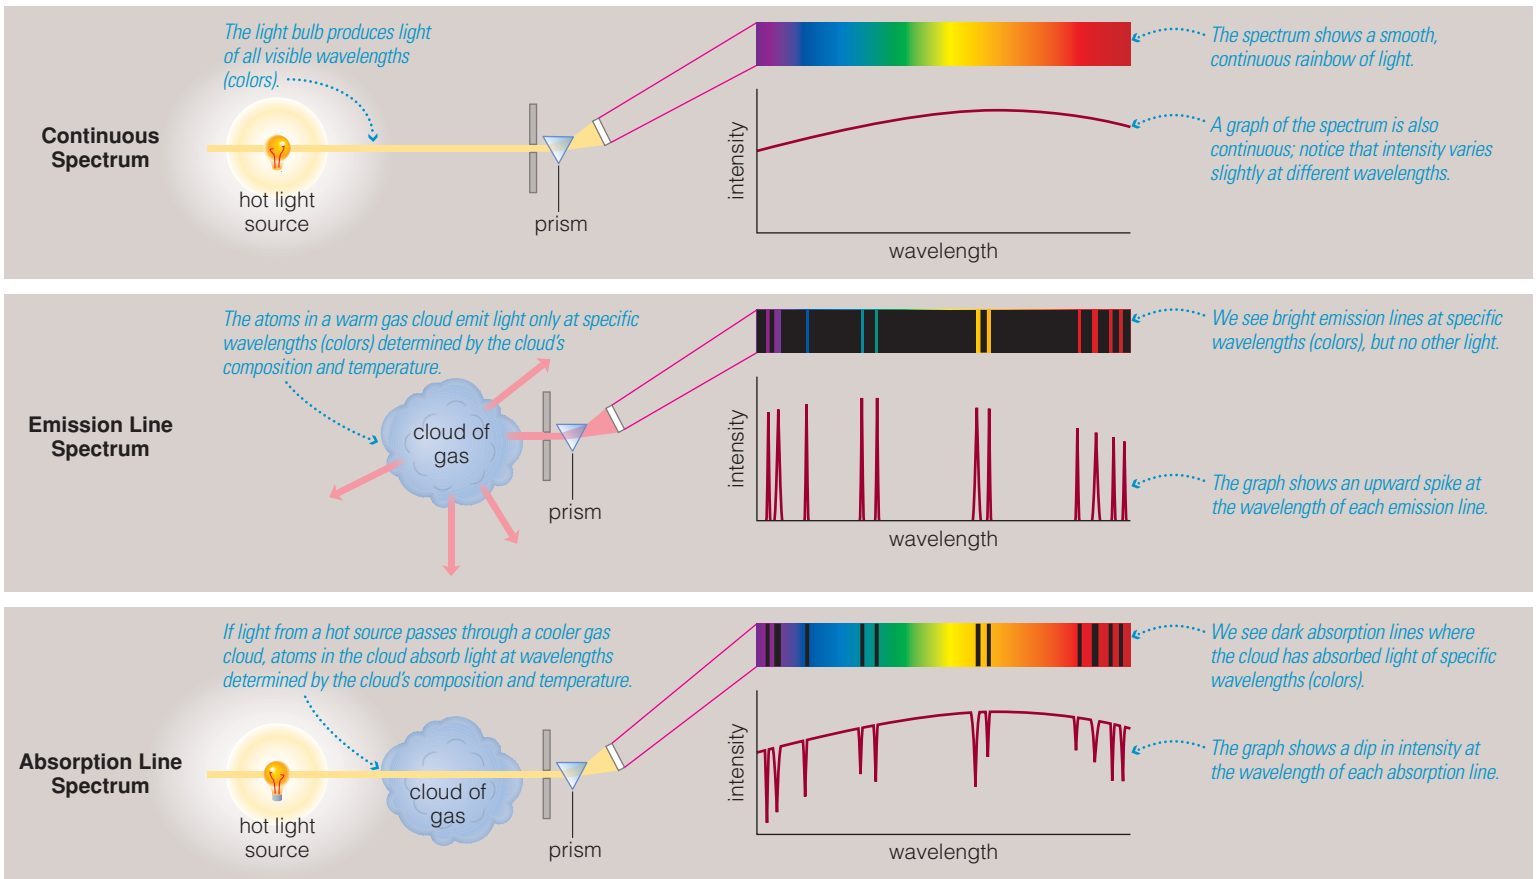 The light bulb produces light
of all visible wavelengths
(colors).
Continuous
Spectrum
hot light
source
prism
intensity
wavelength
The spectrum shows a smooth,
continuous rainbow of light.
A graph of the spectrum is also
continuous; notice that intensity varies
slightly at different wavelengths.
The atoms in a warm gas cloud emit light only at specific
wavelengths (colors) determined by the cloud's
composition and temperature.
Emission Line
Spectrum
cloud of
gas
prism
intensity
wavelength
We see bright emission lines at specific
wavelengths (colors), but no other light.
The graph shows an upward spike at
the wavelength of each emission line.
If light from a hot source passes through a cooler gas
cloud, atoms in the cloud absorb light at wavelengths
determined by the cloud's composition and temperature.
Absorption Line
Spectrum
hot light
source
cloud of
gas
prism
intensity
wavelength
We see dark absorption lines where
the cloud has absorbed light of specific
wavelengths (colors).
The graph shows a dip in intensity at
the wavelength of each absorption line.